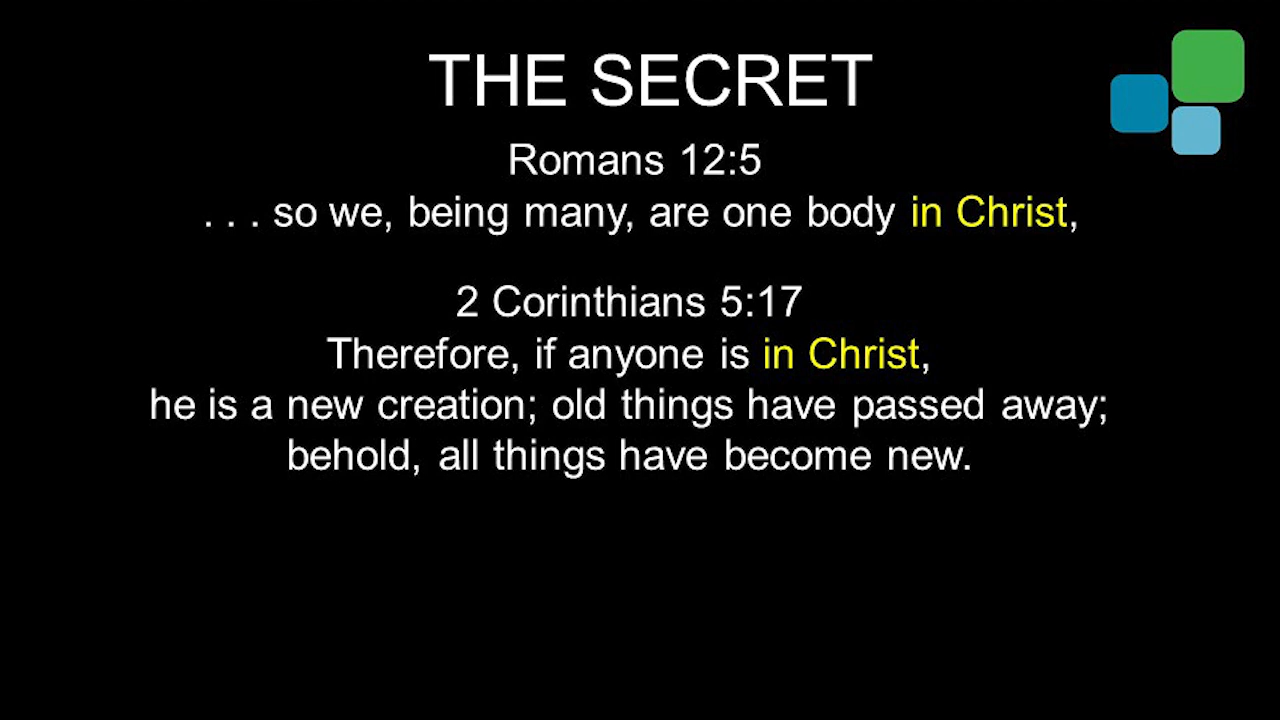 THE SECRET
Romans 12:5
. . . so we, being many, are one body in Christ,
2 Corinthians 5:17
Therefore, if anyone is in Christ,
he is a new creation; old things have passed away;
behold, all things have become new.